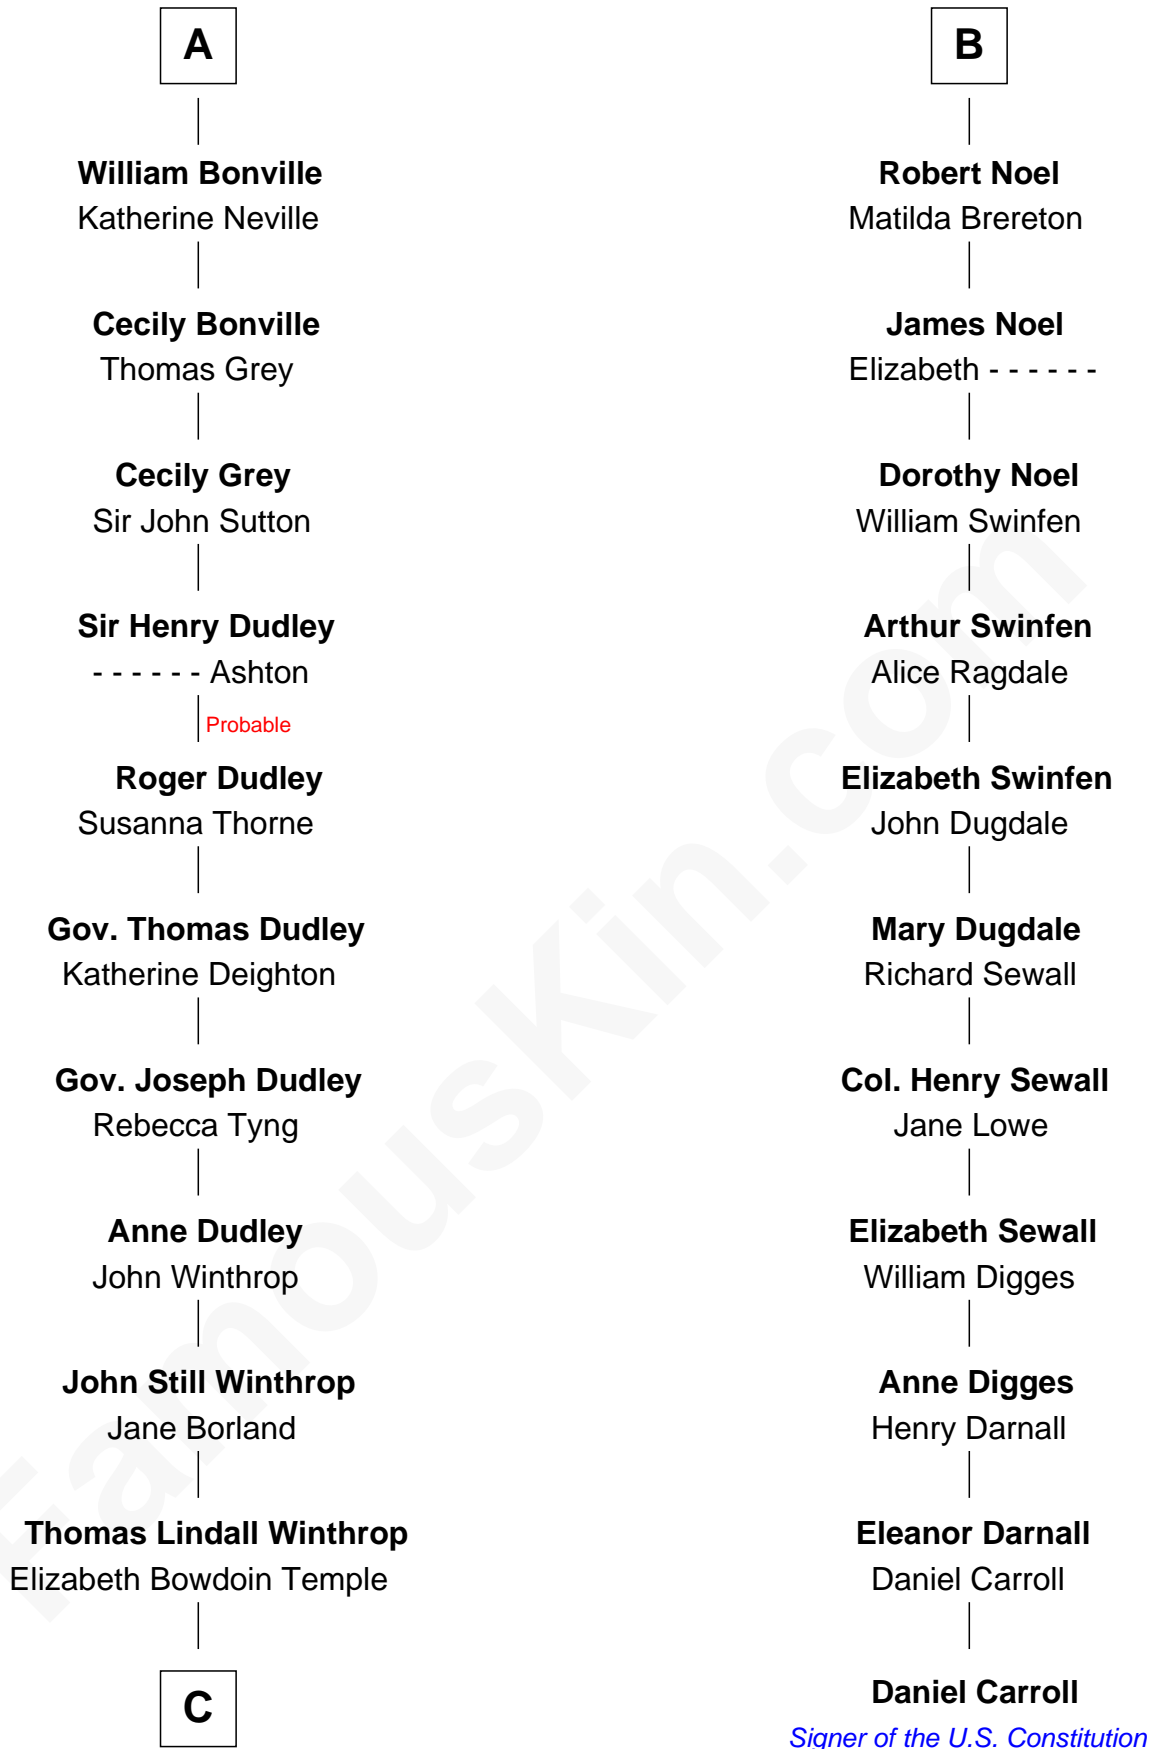 A
William Bonville
Katherine Neville
Cecily Bonville
Thomas Grey
Cecily Grey
Sir John Sutton
Sir Henry Dudley
- - - - - - Ashton
Probable
Roger Dudley
Susanna Thorne
Gov. Thomas Dudley
Katherine Deighton
Gov. Joseph Dudley
Rebecca Tyng
Anne Dudley
John Winthrop
John Still Winthrop
Jane Borland
Thomas Lindall Winthrop
Elizabeth Bowdoin Temple
C
B
Robert Noel
Matilda Brereton
James Noel
Elizabeth - - - - - -
Dorothy Noel
William Swinfen
Arthur Swinfen
Alice Ragdale
Elizabeth Swinfen
John Dugdale
Mary Dugdale
Richard Sewall
Col. Henry Sewall
Jane Lowe
Elizabeth Sewall
William Digges
Anne Digges
Henry Darnall
Eleanor Darnall
Daniel Carroll
Daniel Carroll
Signer of the U.S. Constitution
FamousKin.com